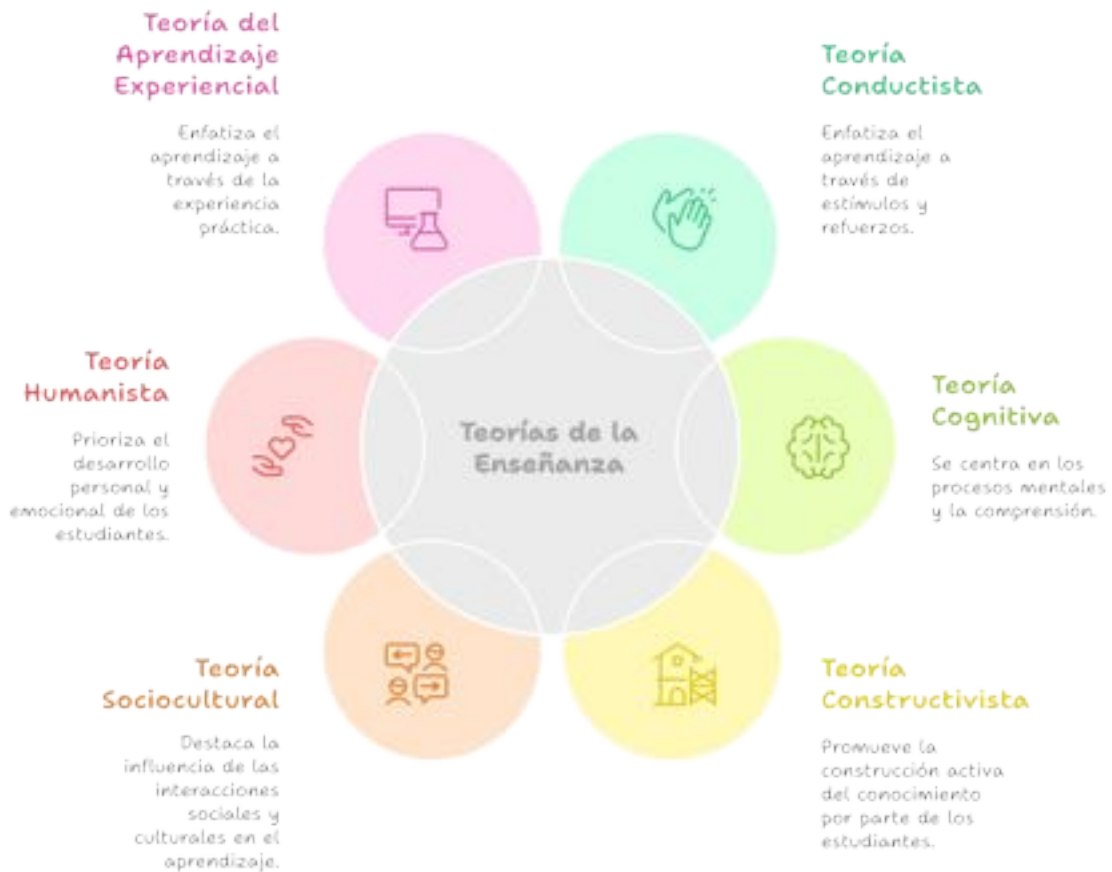 Teoría del
Aprendizaje
Experiencial
Enfatiza el
aprendizaje a
través de la
experiencia
práctica.
Teoría
Conductista
Enfatiza el
aprendizaje a
través de
estímulos y
refuerzos.
Teoría
Humanista
Prioriza el
desarrollo
personal y
emocional de los
estudiantes.
Teorías de la
Enseñanza
Teoría
Cognitiva
Se centra en los
procesos mentales
y la comprensión.
Teoría
Sociocultural
Destaca la
influencia de las
interacciones
sociales y
culturales en el
aprendizaje.
Teoría
Constructivista
Promueve la
construcción activa
del conocimiento
por parte de los
estudiantes.